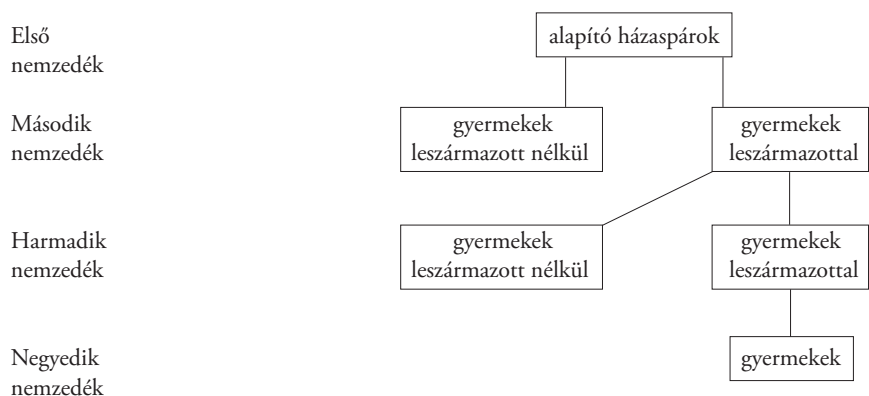 Első
nemzedék
alapító házaspárok
Második
nemzedék
gyermekek
leszármazott nélkül
gyermekek
leszármazottal
Harmadik
nemzedék
gyermekek
leszármazott nélkül
gyermekek
leszármazottal
Negyedik
nemzedék
gyermekek